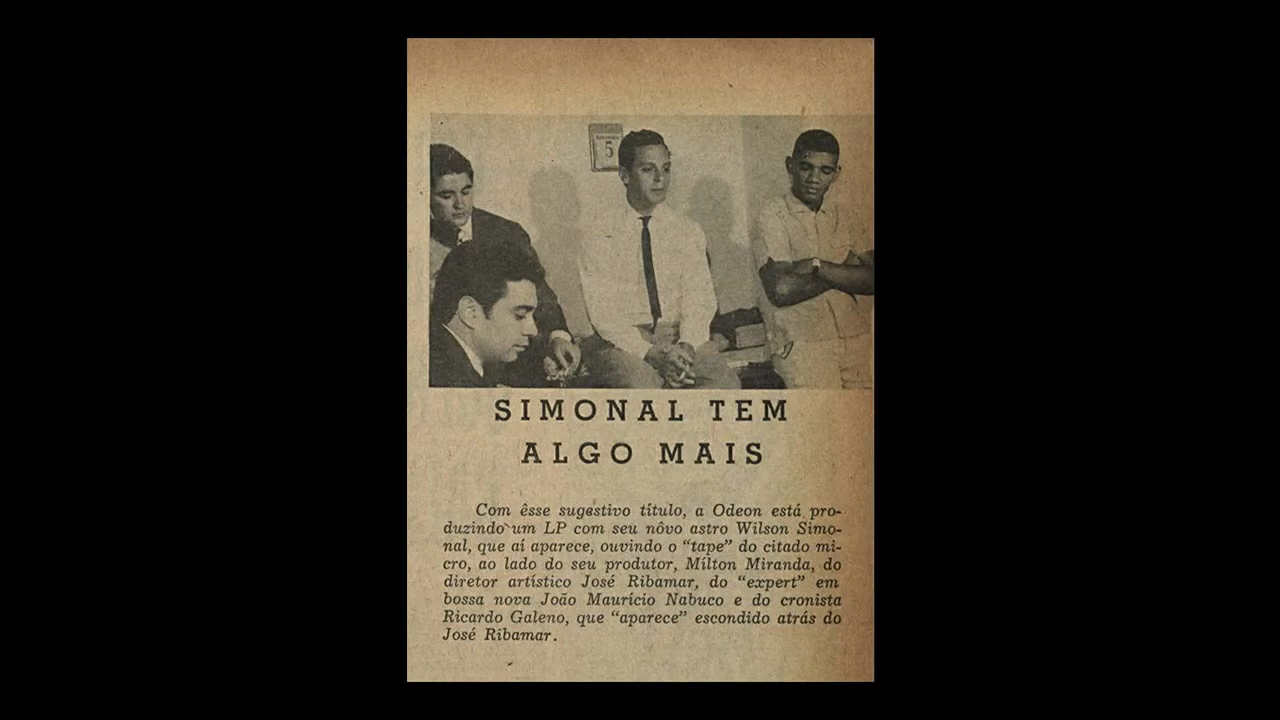 5
SIMONAL TEM
ALGO MAIS
Com êsse sugestivo título, a Odeon está pro-
duzindo um LP com seu nôvo astro Wilson Simo-
nal, que aí aparece, ouvindo o “tape” do citado mi-
cro, ao lado do seu produtor, Mílton Miranda, do
diretor artístico José Ribamar, do “expert” em
bossa nova João Maurício Nabuco e do cronista
Ricardo Galeno, que “aparece” escondido atrás do
José Ribamar.